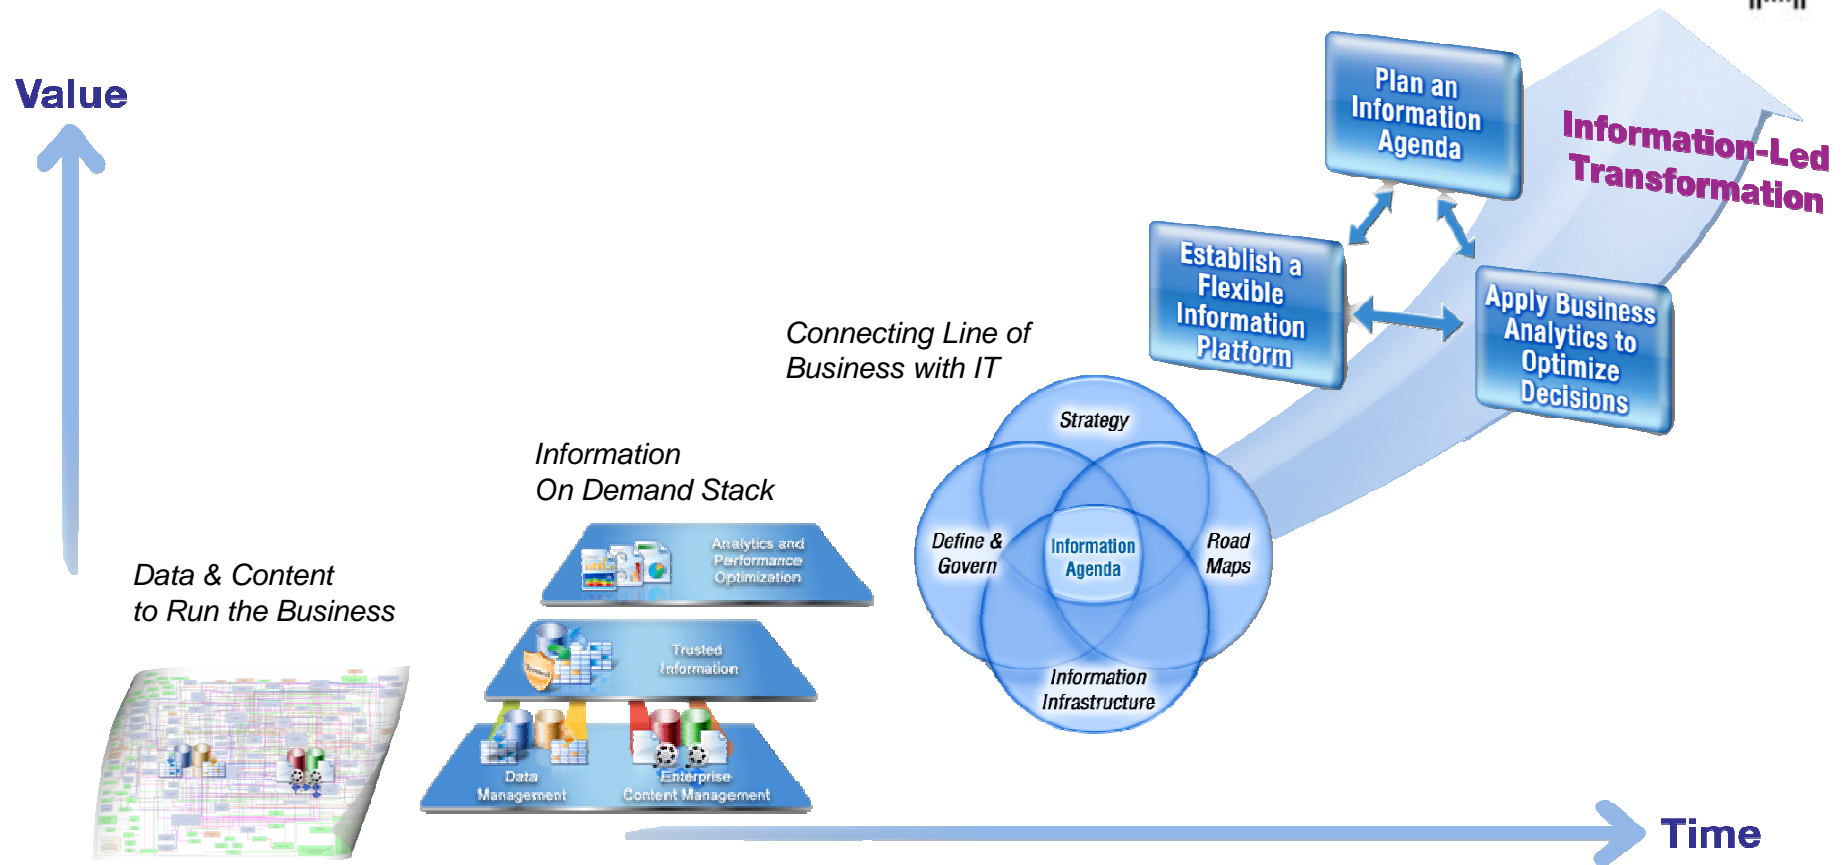 Value
Plan an
Information
Agenda
Information-Led
Transformation
Establish a
Flexible
Information
Platform
Apply Business
Analytics to
Optimize
Decisions
Connecting Line of
Business with IT
Strategy
Define &
Govern
Information
Agenda
Road
Maps
Information
Infrastructure
Information
On Demand Stack
Analytics and
Performance
Optimization
Trusted
Information
Data
Management
Enterprise
Content Management
Data & Content
to Run the Business
Time